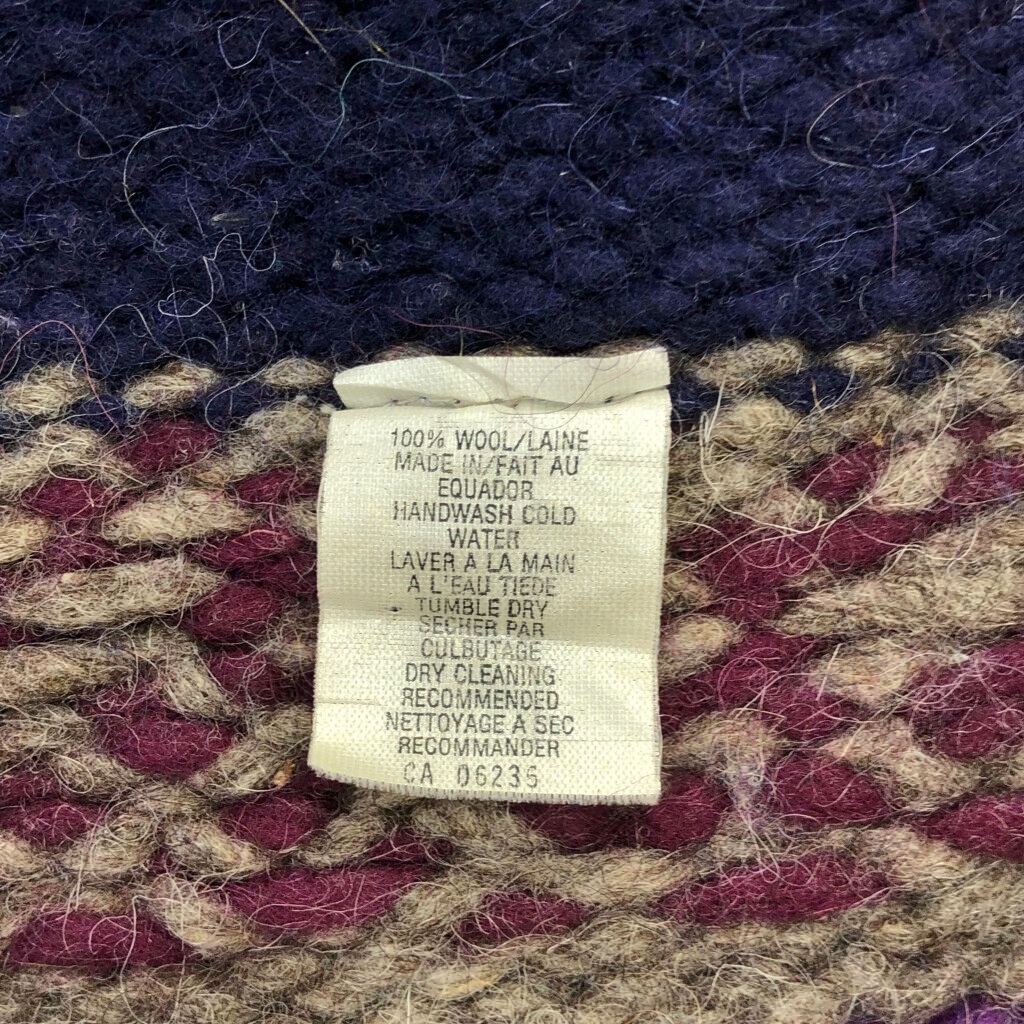 100% WOOL/LAINE
MADE IN/FAIT AU
EQUADOR
HANDWASH COLD
WATER
LAVER A LA MAIN
A L'EAU TIEDE
TUMBLE DRY
SECHER PAR
CULBUTAGE
DRY CLEANING
RECOMMENDED
NETTOYAGE A SEC
RECOMMANDER
CA 06236